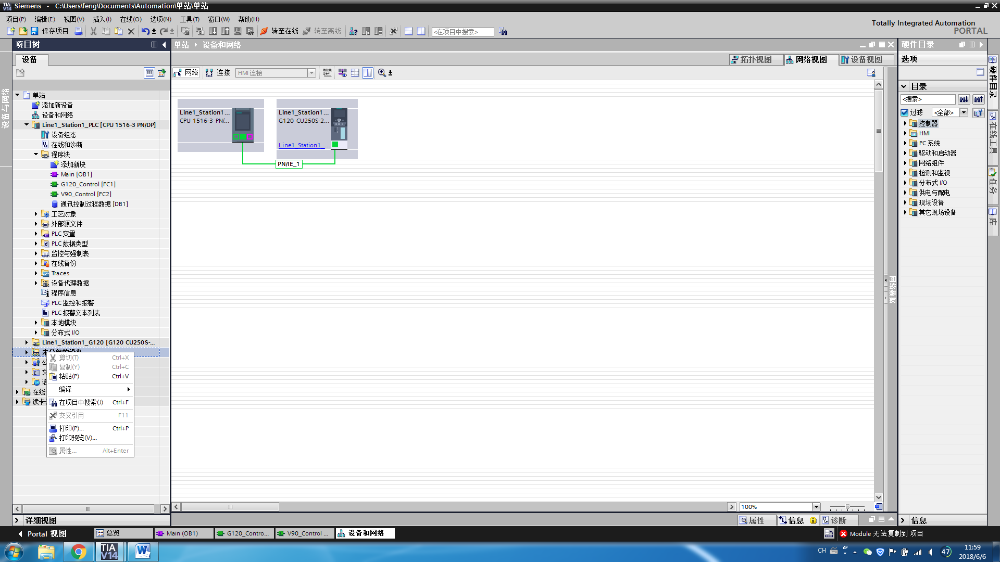 TIA V14 Siemens - C:\Users\feng\Documents\Automation\单站\单站
项目(P) 编辑(E) 视图(V) 插入(I) 在线(O) 选项(N) 工具(T) 窗口(W) 帮助(H)
Totally Integrated Automation
PORTAL
保存项目 转至在线 转至离线 <在项目中搜索>
项目树
单站 设备和网络
硬件目录
设备
拓扑视图 网络视图 设备视图
选项
网络 连接 HMI 连接
设备与网络
单站
添加新设备
设备和网络
Line1_Station1_PLC [CPU 1516-3 PN/DP]
设备组态
在线和诊断
程序块
添加新块
Main [OB1]
G120_Control [FC1]
V90_Control [FC2]
通讯控制过程数据 [DB1]
工艺对象
外部源文件
PLC 变量
PLC 数据类型
监控与强制表
在线备份
Traces
设备代理数据
程序信息
PLC 监控和报警
PLC 报警文本列表
本地模块
分布式 I/O
Line1_Station1_G120 [G120 CU250S-...
剪切(T) Ctrl+X
复制(Y) Ctrl+C
粘贴(P) Ctrl+V
编译
在项目中搜索(J) Ctrl+F
交叉引用 F11
打印(P)... Ctrl+P
打印预览(V)...
属性... Alt+Enter
公
文
语
在线
读卡
详细视图
Line1_Station1...
CPU 1516-3 PN/...
Line1_Station1...
G120 CU250S-2...
Line1_Station1_...
PN/IE_1
网络数据
100%
属性 信息 诊断
目录
<搜索>
过滤 <全部>
控制器
HMI
PC 系统
驱动和启动器
网络组件
检测和监视
分布式 I/O
供电与配电
现场设备
其它现场设备
信息
硬件目录
在线工具
任务
库
Portal 视图 总览 Main (OB1) G120_Contro... V90_Control ... 设备和网络
Module 无法复制到 项目
TIA V14
CH
47
11:59
2018/6/6